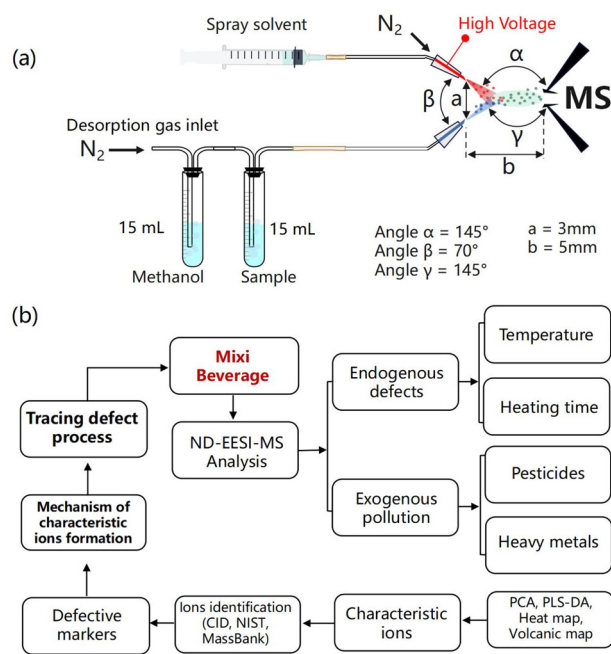 (a)
Spray solvent
N2
High Voltage
α
β
a
γ
b
MS
Desorption gas inlet
N2
15 mL
15 mL
Methanol
Sample
Angle α = 145°
Angle β = 70°
Angle γ = 145°
a = 3mm
b = 5mm
(b)
Mixi
Beverage
Tracing defect
process
ND-EESI-MS
Analysis
Mechanism of
characteristic
ions formation
Endogenous
defects
Exogenous
pollution
Temperature
Heating time
Pesticides
Heavy metals
Defective
markers
Ions identification
(CID, NIST,
MassBank)
Characteristic
ions
PCA, PLS-DA,
Heat map,
Volcanic map